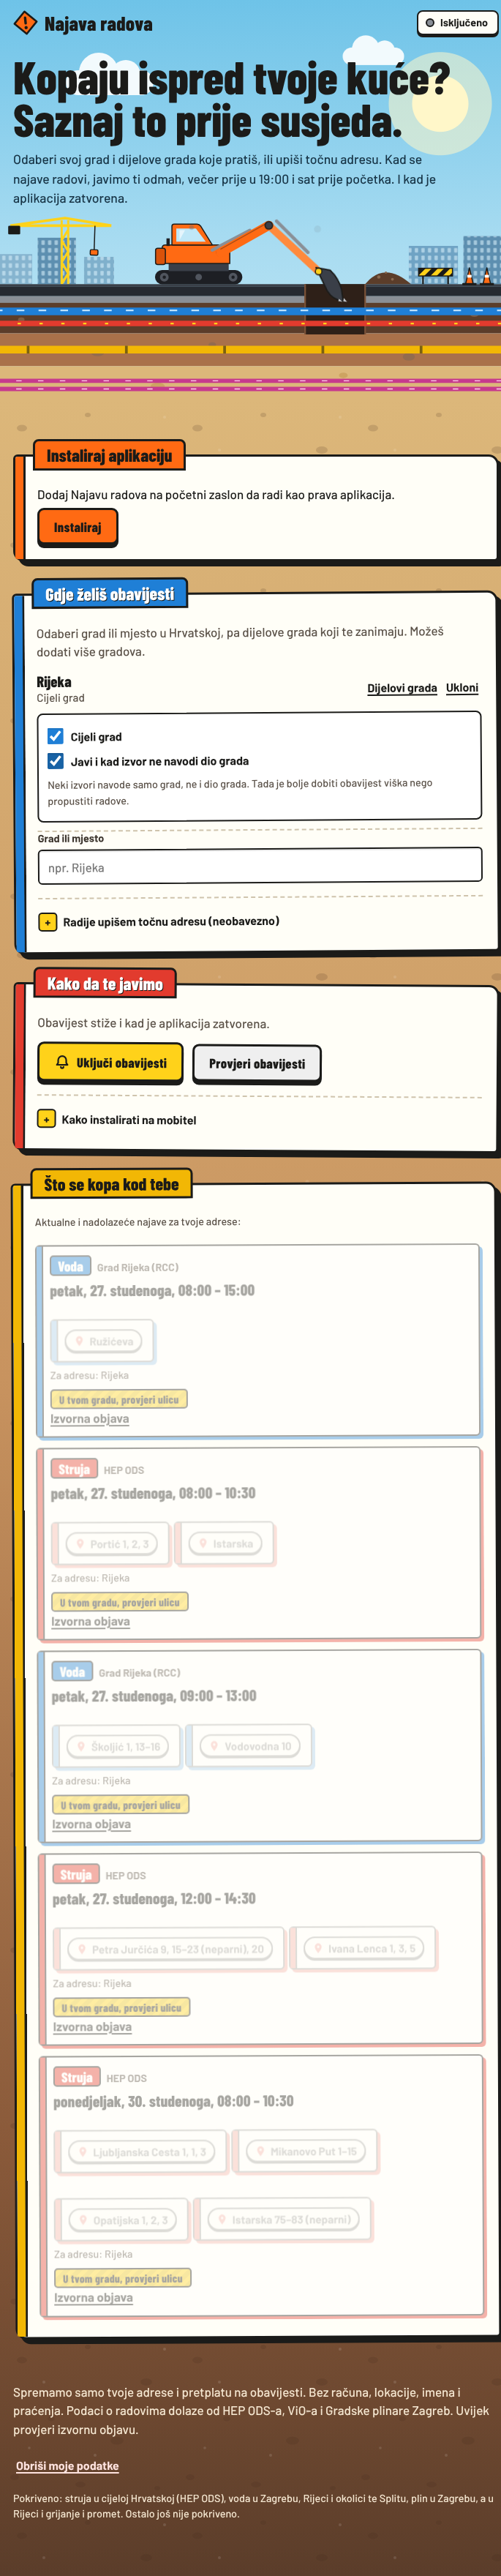 Najava radova
Isključeno
Kopaju ispred tvoje kuće?
Saznaj to prije susjeda.
Odaberi svoj grad i dijelove grada koje pratiš, ili upiši točnu adresu. Kad se
najave radovi, javimo ti odmah, večer prije u 19:00 i sat prije početka. I kad je
aplikacija zatvorena.
Instaliraj aplikaciju
Dodaj Najavu radova na početni zaslon da radi kao prava aplikacija.
Instaliraj
Gdje želiš obavijesti
Odaberi grad ili mjesto u Hrvatskoj, pa dijelove grada koji te zanimaju. Možeš
dodati više gradova.
Rijeka
Cijeli grad
Dijelovi grada Ukloni
Cijeli grad
Javi i kad izvor ne navodi dio grada
Neki izvori navode samo grad, ne i dio grada. Tada je bolje dobiti obavijest viška nego
propustiti radove.
Grad ili mjesto
npr. Rijeka
+ Radije upišem točnu adresu (neobavezno)
Kako da te javimo
Obavijest stiže i kad je aplikacija zatvorena.
Uključi obavijesti
Provjeri obavijesti
+ Kako instalirati na mobitel
Što se kopa kod tebe
Aktualne i nadolazeće najave za tvoje adrese:
Voda Grad Rijeka (RCC)
petak, 27. studenoga, 08:00 – 15:00
Ružićeva
Za adresu: Rijeka
U tvom gradu, provjeri ulicu
Izvorna objava
Struja HEP ODS
petak, 27. studenoga, 08:00 – 10:30
Portić 1, 2, 3
Istarska
Za adresu: Rijeka
U tvom gradu, provjeri ulicu
Izvorna objava
Voda Grad Rijeka (RCC)
petak, 27. studenoga, 09:00 – 13:00
Školjić 1, 13-16
Vodovodna 10
Za adresu: Rijeka
U tvom gradu, provjeri ulicu
Izvorna objava
Struja HEP ODS
petak, 27. studenoga, 12:00 – 14:30
Petra Jurčića 9, 15–23 (neparni), 20
Ivana Lenca 1, 3, 5
Za adresu: Rijeka
U tvom gradu, provjeri ulicu
Izvorna objava
Struja HEP ODS
ponedjeljak, 30. studenoga, 08:00 – 10:30
Ljubljanska Cesta 1, 1, 3
Mikanovo Put 1–15
Opatijska 1, 2, 3
Istarska 75–83 (neparni)
Za adresu: Rijeka
U tvom gradu, provjeri ulicu
Izvorna objava
Spremamo samo tvoje adrese i pretplatu na obavijesti. Bez računa, lokacije, imena i
praćenja. Podaci o radovima dolaze od HEP ODS-a, ViO-a i Gradske plinare Zagreb. Uvijek
provjeri izvornu objavu.
Obriši moje podatke
Pokriveno: struja u cijeloj Hrvatskoj (HEP ODS), voda u Zagrebu, Rijeci i okolici te Splitu, plin u Zagrebu, a u
Rijeci i grijanje i promet. Ostalo još nije pokriveno.